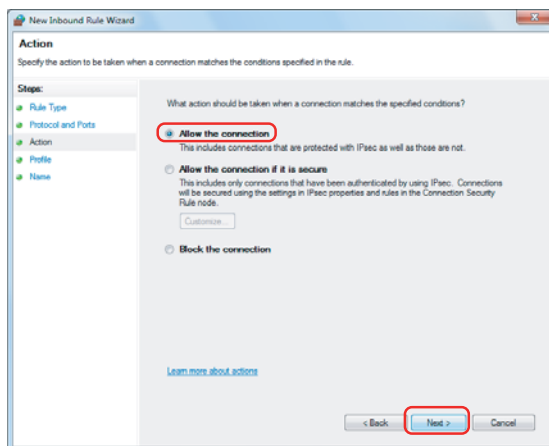 New Inbound Rule Wizard
Action
Specify the action to be taken when a connection matches the conditions specified in the rule.
Steps:
Rule Type
Protocol and Ports
Action
Profile
Name
What action should be taken when a connection matches the specified conditions?
Allow the connection
This includes connections that are protected with IPsec as well as those are not.
Allow the connection if it is secure
This includes only connections that have been authenticated by using IPsec. Connections
will be secured using the settings in IPsec properties and rules in the Connection Security
Rule node.
Customize...
Block the connection
Learn more about actions
< Back
Next >
Cancel